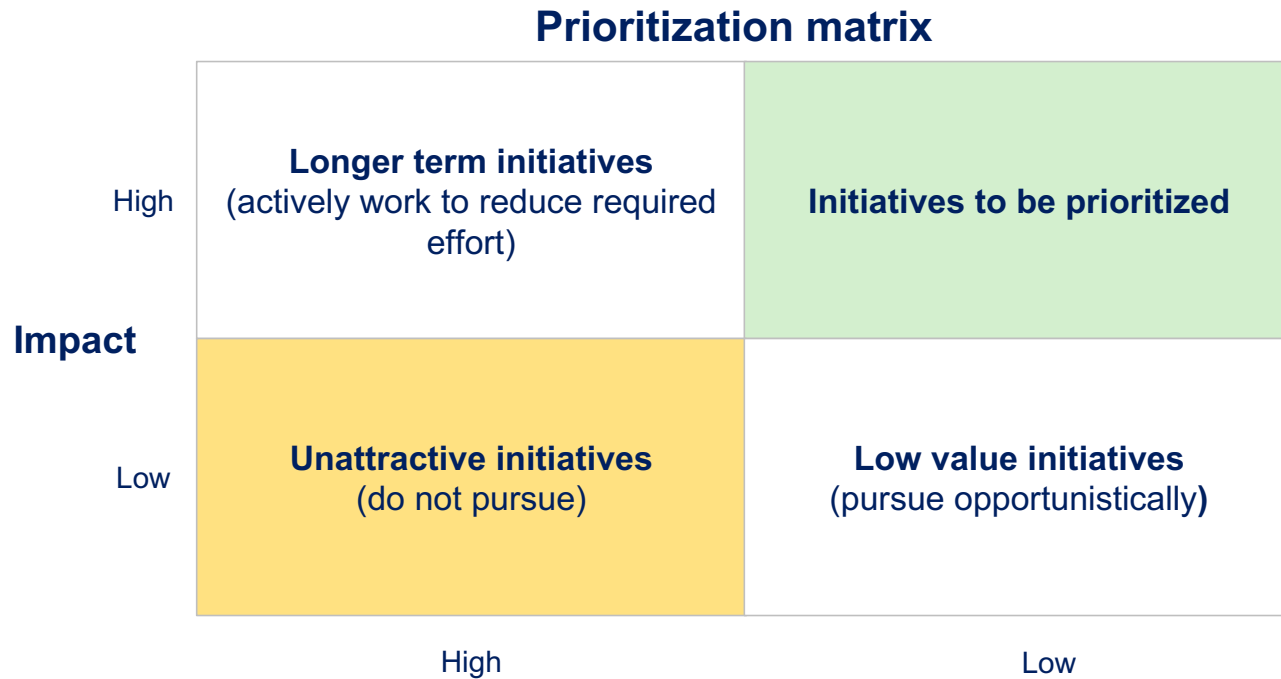 Prioritization matrix
Longer term initiatives
(actively work to reduce required
effort)
Initiatives to be prioritized
High
Impact
Unattractive initiatives
(do not pursue)
Low value initiatives
(pursue opportunistically)
Low
High
Low